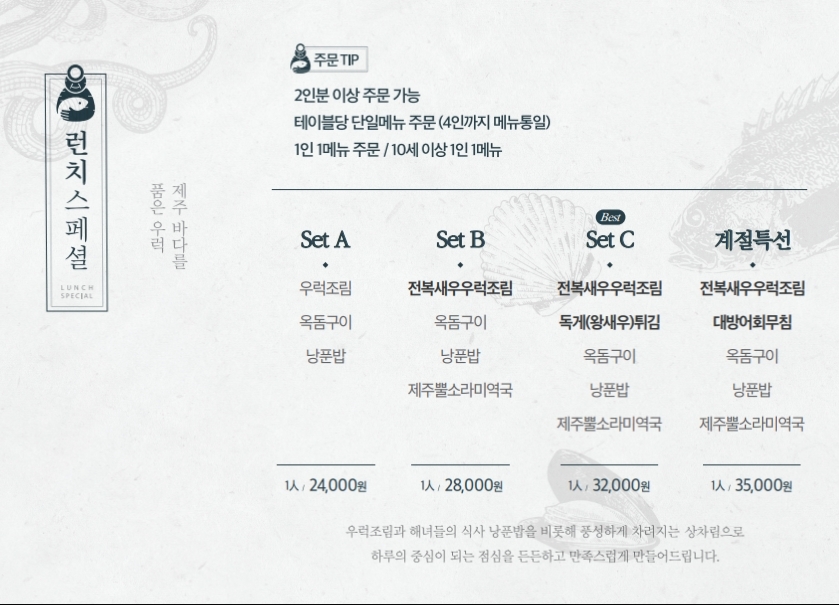 런치스페셜
LUNCH
SPECIAL
제주 바다를
품은 우럭
주문 TIP
2인분 이상 주문 가능
테이블당 단일메뉴 주문 (4인까지 메뉴통일)
1인 1메뉴 주문 / 10세 이상 1인 1메뉴
Set A
우럭조림
옥돔구이
낭푼밥
1人 / 24,000원
Set B
전복새우우럭조림
옥돔구이
낭푼밥
제주뿔소라미역국
1人 / 28,000원
Best
Set C
전복새우우럭조림
독게(왕새우)튀김
옥돔구이
낭푼밥
제주뿔소라미역국
1人 / 32,000원
계절특선
전복새우우럭조림
대방어회무침
옥돔구이
낭푼밥
제주뿔소라미역국
1人 / 35,000원
우럭조림과 해녀들의 식사 낭푼밥을 비롯해 풍성하게 차려지는 상차림으로
하루의 중심이 되는 점심을 든든하고 만족스럽게 만들어드립니다.